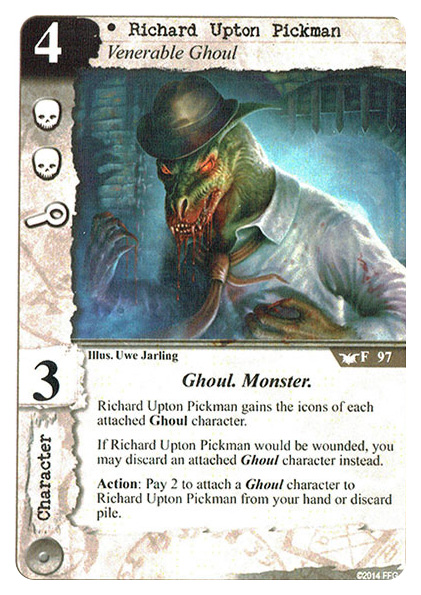 4
• Richard Upton Pickman
Venerable Ghoul
Illus. Uwe Jarling
F 97
3
Character
Ghoul. Monster.
Richard Upton Pickman gains the icons of each
attached Ghoul character.
If Richard Upton Pickman would be wounded, you
may discard an attached Ghoul character instead.
Action: Pay 2 to attach a Ghoul character to
Richard Upton Pickman from your hand or discard
pile.
©2014 FFG